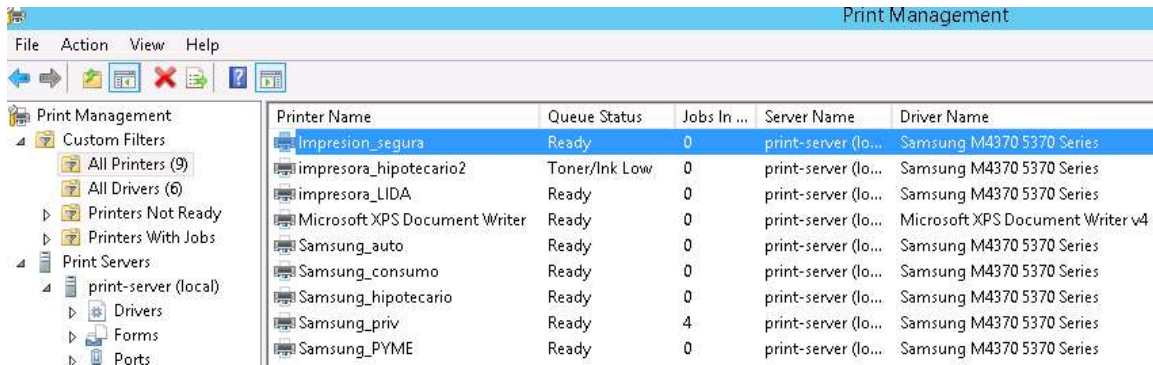 Print Management
File Action View Help
Print Management
Custom Filters
All Printers (9)
All Drivers (6)
Printers Not Ready
Printers With Jobs
Print Servers
print-server (local)
Drivers
Forms
Ports
Printer Name Queue Status Jobs In ... Server Name Driver Name
Impresion_segura Ready 0 print-server (lo... Samsung M4370 5370 Series
impresora_hipotecario2 Toner/Ink Low 0 print-server (lo... Samsung M4370 5370 Series
impresora_LIDA Ready 0 print-server (lo... Samsung M4370 5370 Series
Microsoft XPS Document Writer Ready 0 print-server (lo... Microsoft XPS Document Writer v4
Samsung_auto Ready 0 print-server (lo... Samsung M4370 5370 Series
Samsung_consumo Ready 0 print-server (lo... Samsung M4370 5370 Series
Samsung_hipotecario Ready 0 print-server (lo... Samsung M4370 5370 Series
Samsung_priv Ready 4 print-server (lo... Samsung M4370 5370 Series
Samsung_PYME Ready 0 print-server (lo... Samsung M4370 5370 Series